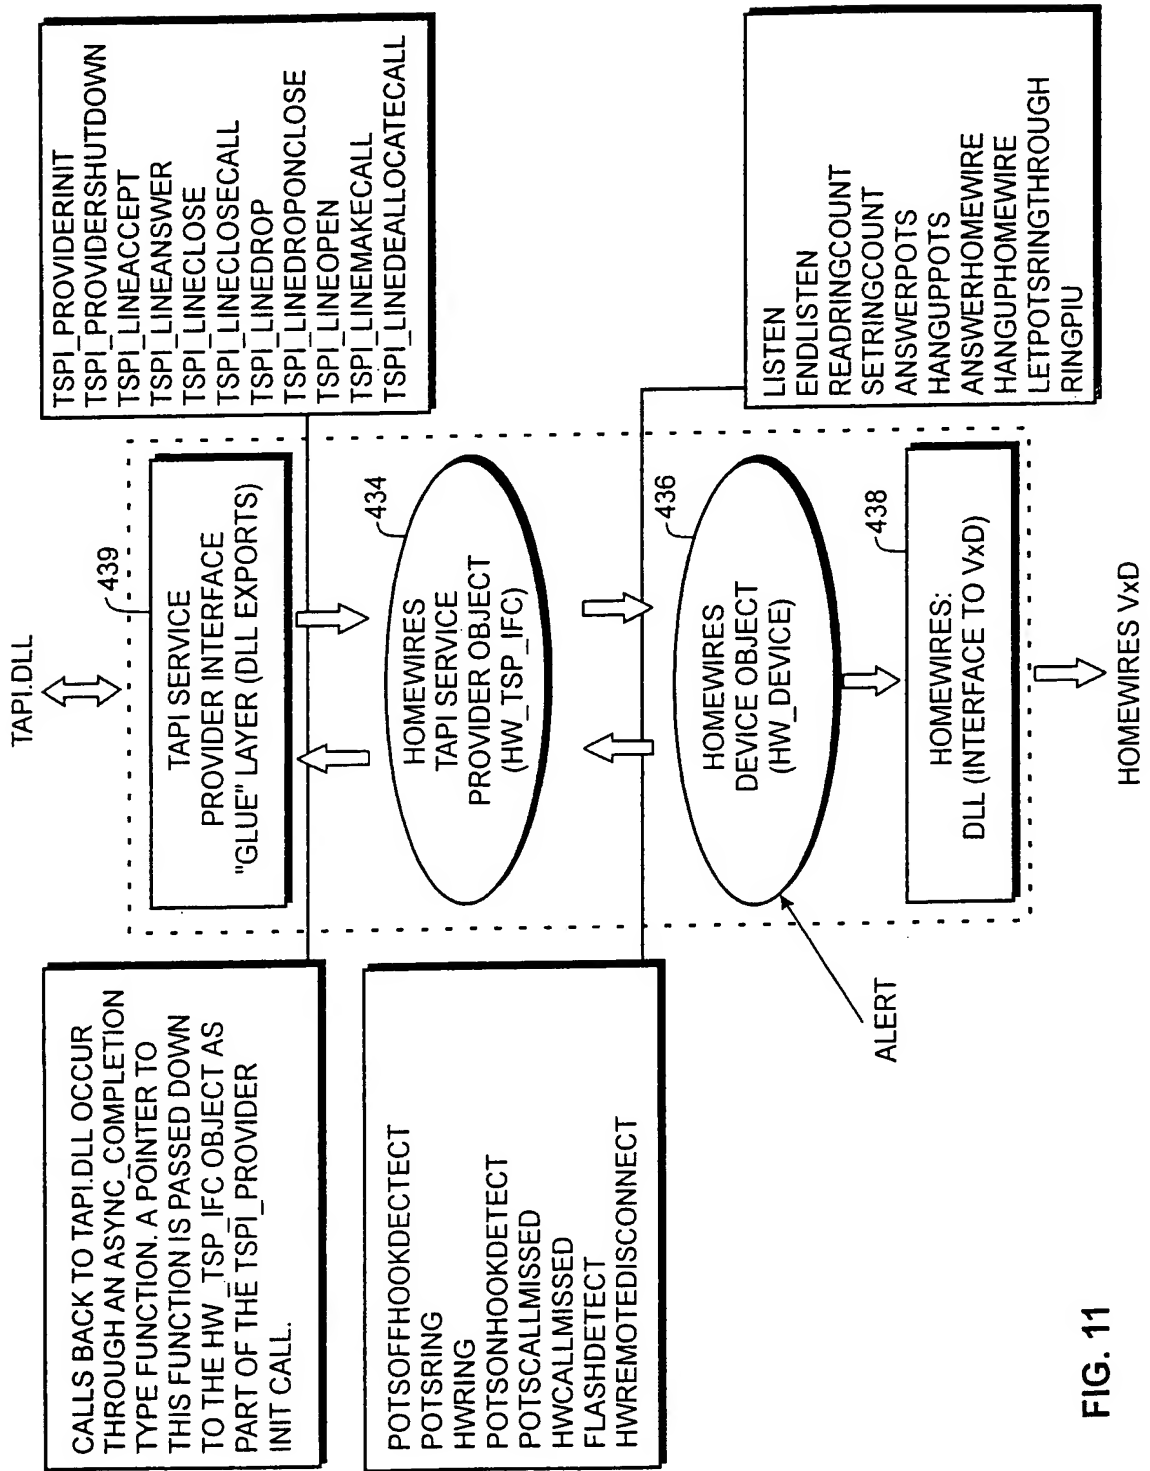 TAPI.DLL
439
TAPI SERVICE
PROVIDER INTERFACE
"GLUE" LAYER (DLL EXPORTS)
TSPI_PROVIDERINIT
TSPI_PROVIDERSHUTDOWN
TSPI_LINEACCEPT
TSPI_LINEANSWER
TSPI_LINECLOSE
TSPI_LINECLOSECALL
TSPI_LINEDROP
TSPI_LINEDROPONCLOSE
TSPI_LINEOPEN
TSPI_LINEMAKECALL
TSPI_LINEDEALLOCATECALL
CALLS BACK TO TAPI.DLL OCCUR
THROUGH AN ASYNC_COMPLETION
TYPE FUNCTION. A POINTER TO
THIS FUNCTION IS PASSED DOWN
TO THE HW_TSP_IFC OBJECT AS
PART OF THE TSPI_PROVIDER
INIT CALL.
434
HOMEWIRES
TAPI SERVICE
PROVIDER OBJECT
(HW_TSP_IFC)
POTSOFFHOOKDECTECT
POTSRING
HWRING
POTSONHOOKDETECT
POTSCALLMISSED
HWCALLMISSED
FLASHDETECT
HWREMOTEDISCONNECT
436
HOMEWIRES
DEVICE OBJECT
(HW_DEVICE)
LISTEN
ENDLISTEN
READRINGCOUNT
SETRINGCOUNT
ANSWERPOTS
HANGUPPOTS
ANSWERHOMEWIRE
HANGUPHOMEWIRE
LETPOTSRINGTHROUGH
RINGPIU
ALERT
438
HOMEWIRES:
DLL (INTERFACE TO VxD)
HOMEWIRES VxD
FIG. 11